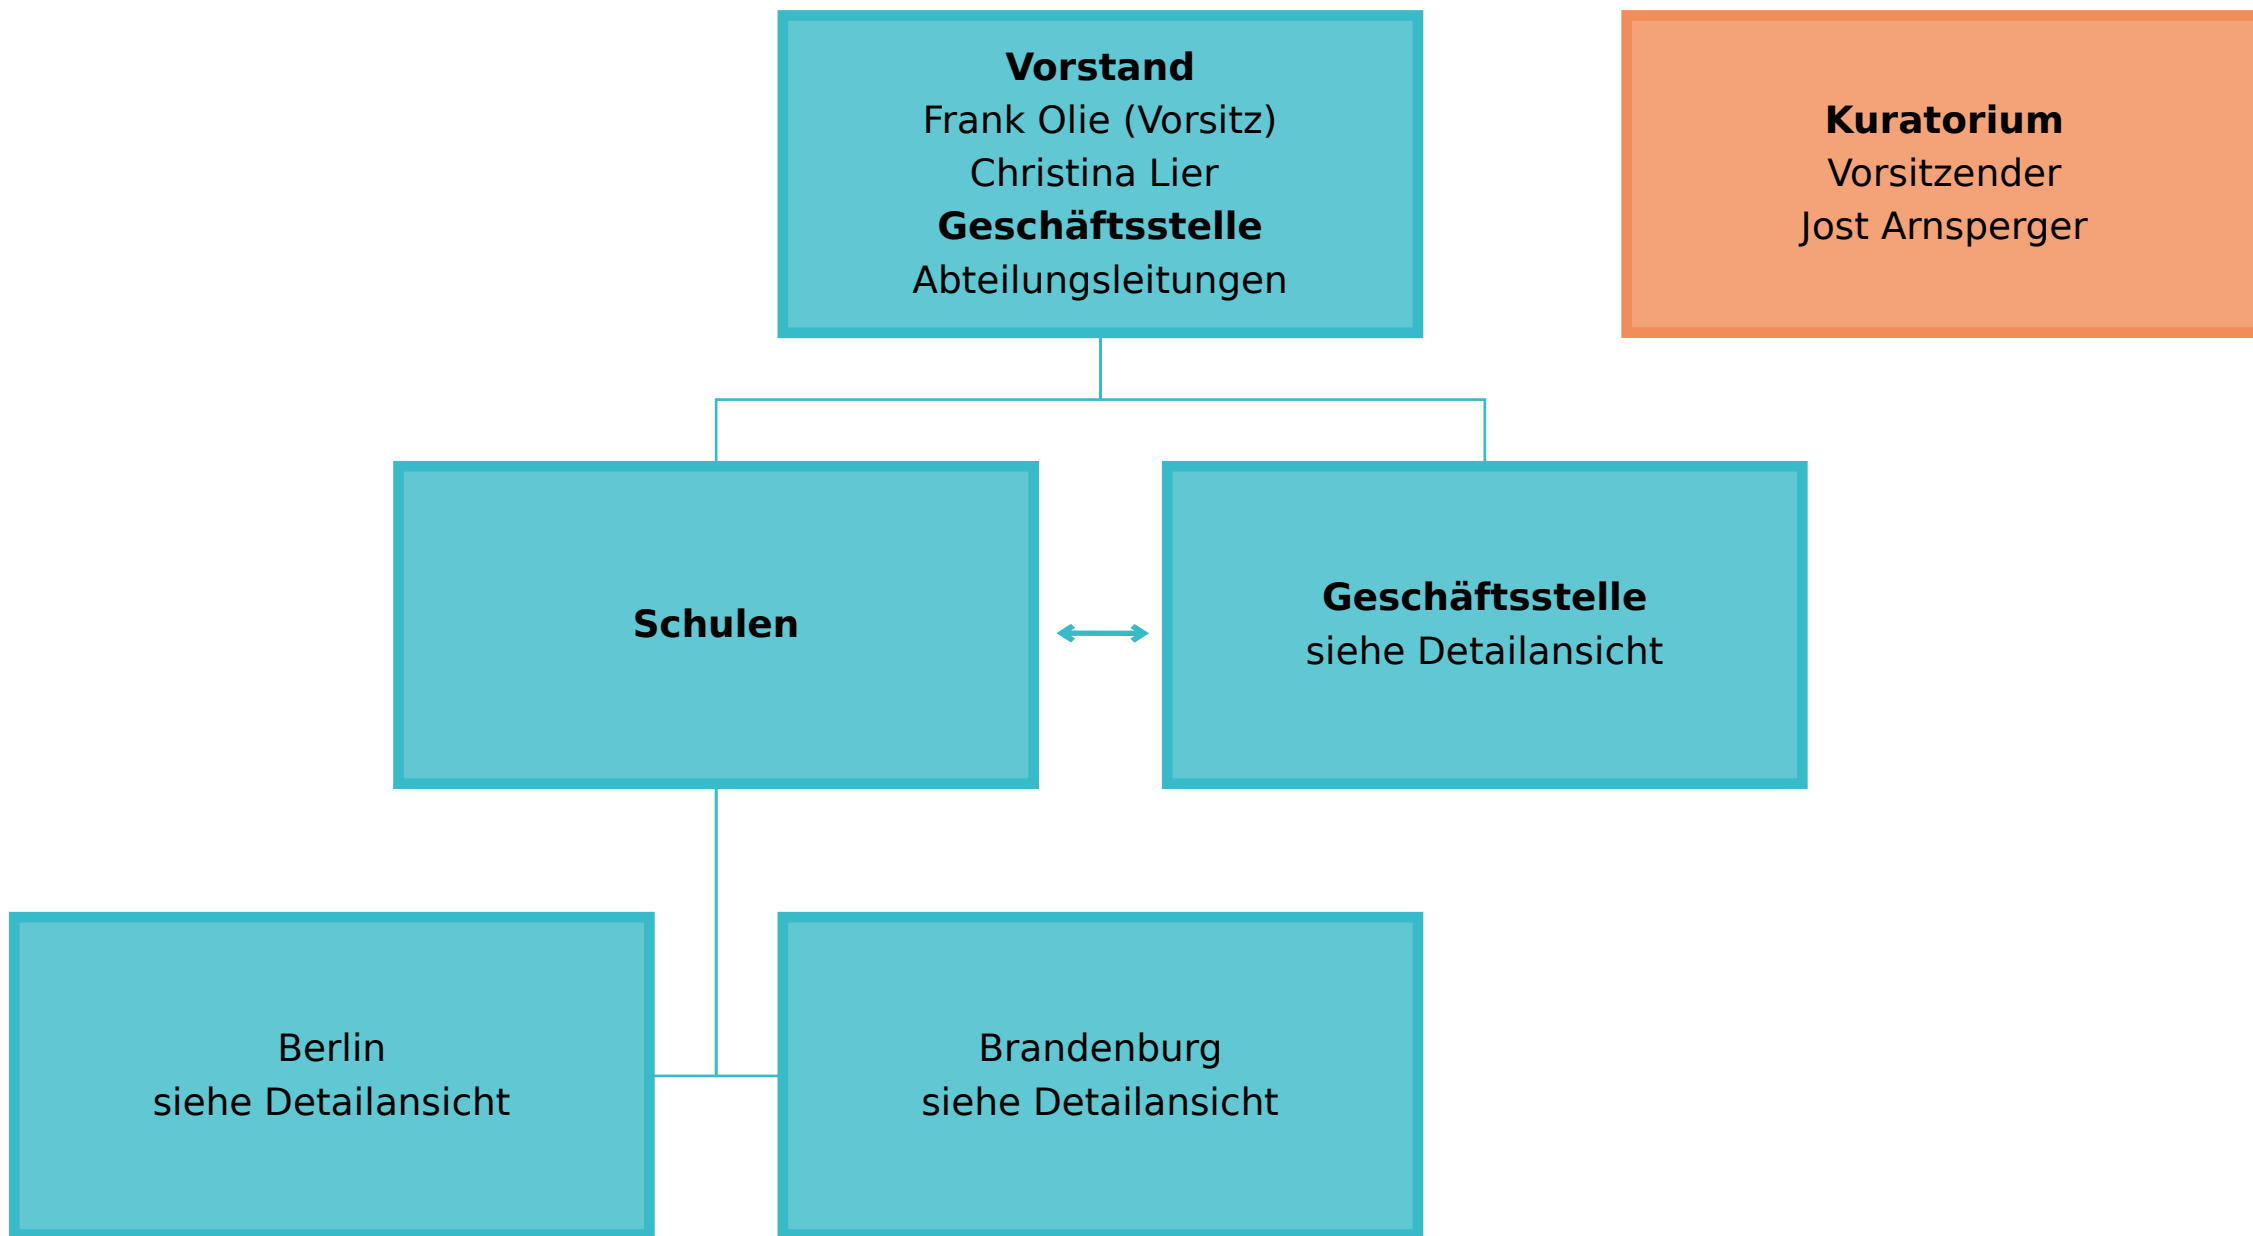 Vorstand
Frank Olie (Vorsitz)
Christina Lier
Geschäftsstelle
Abteilungsleitungen
Kuratorium
Vorsitzender
Jost Arnsperger
Schulen
Geschäftsstelle
siehe Detailansicht
Berlin
siehe Detailansicht
Brandenburg
siehe Detailansicht